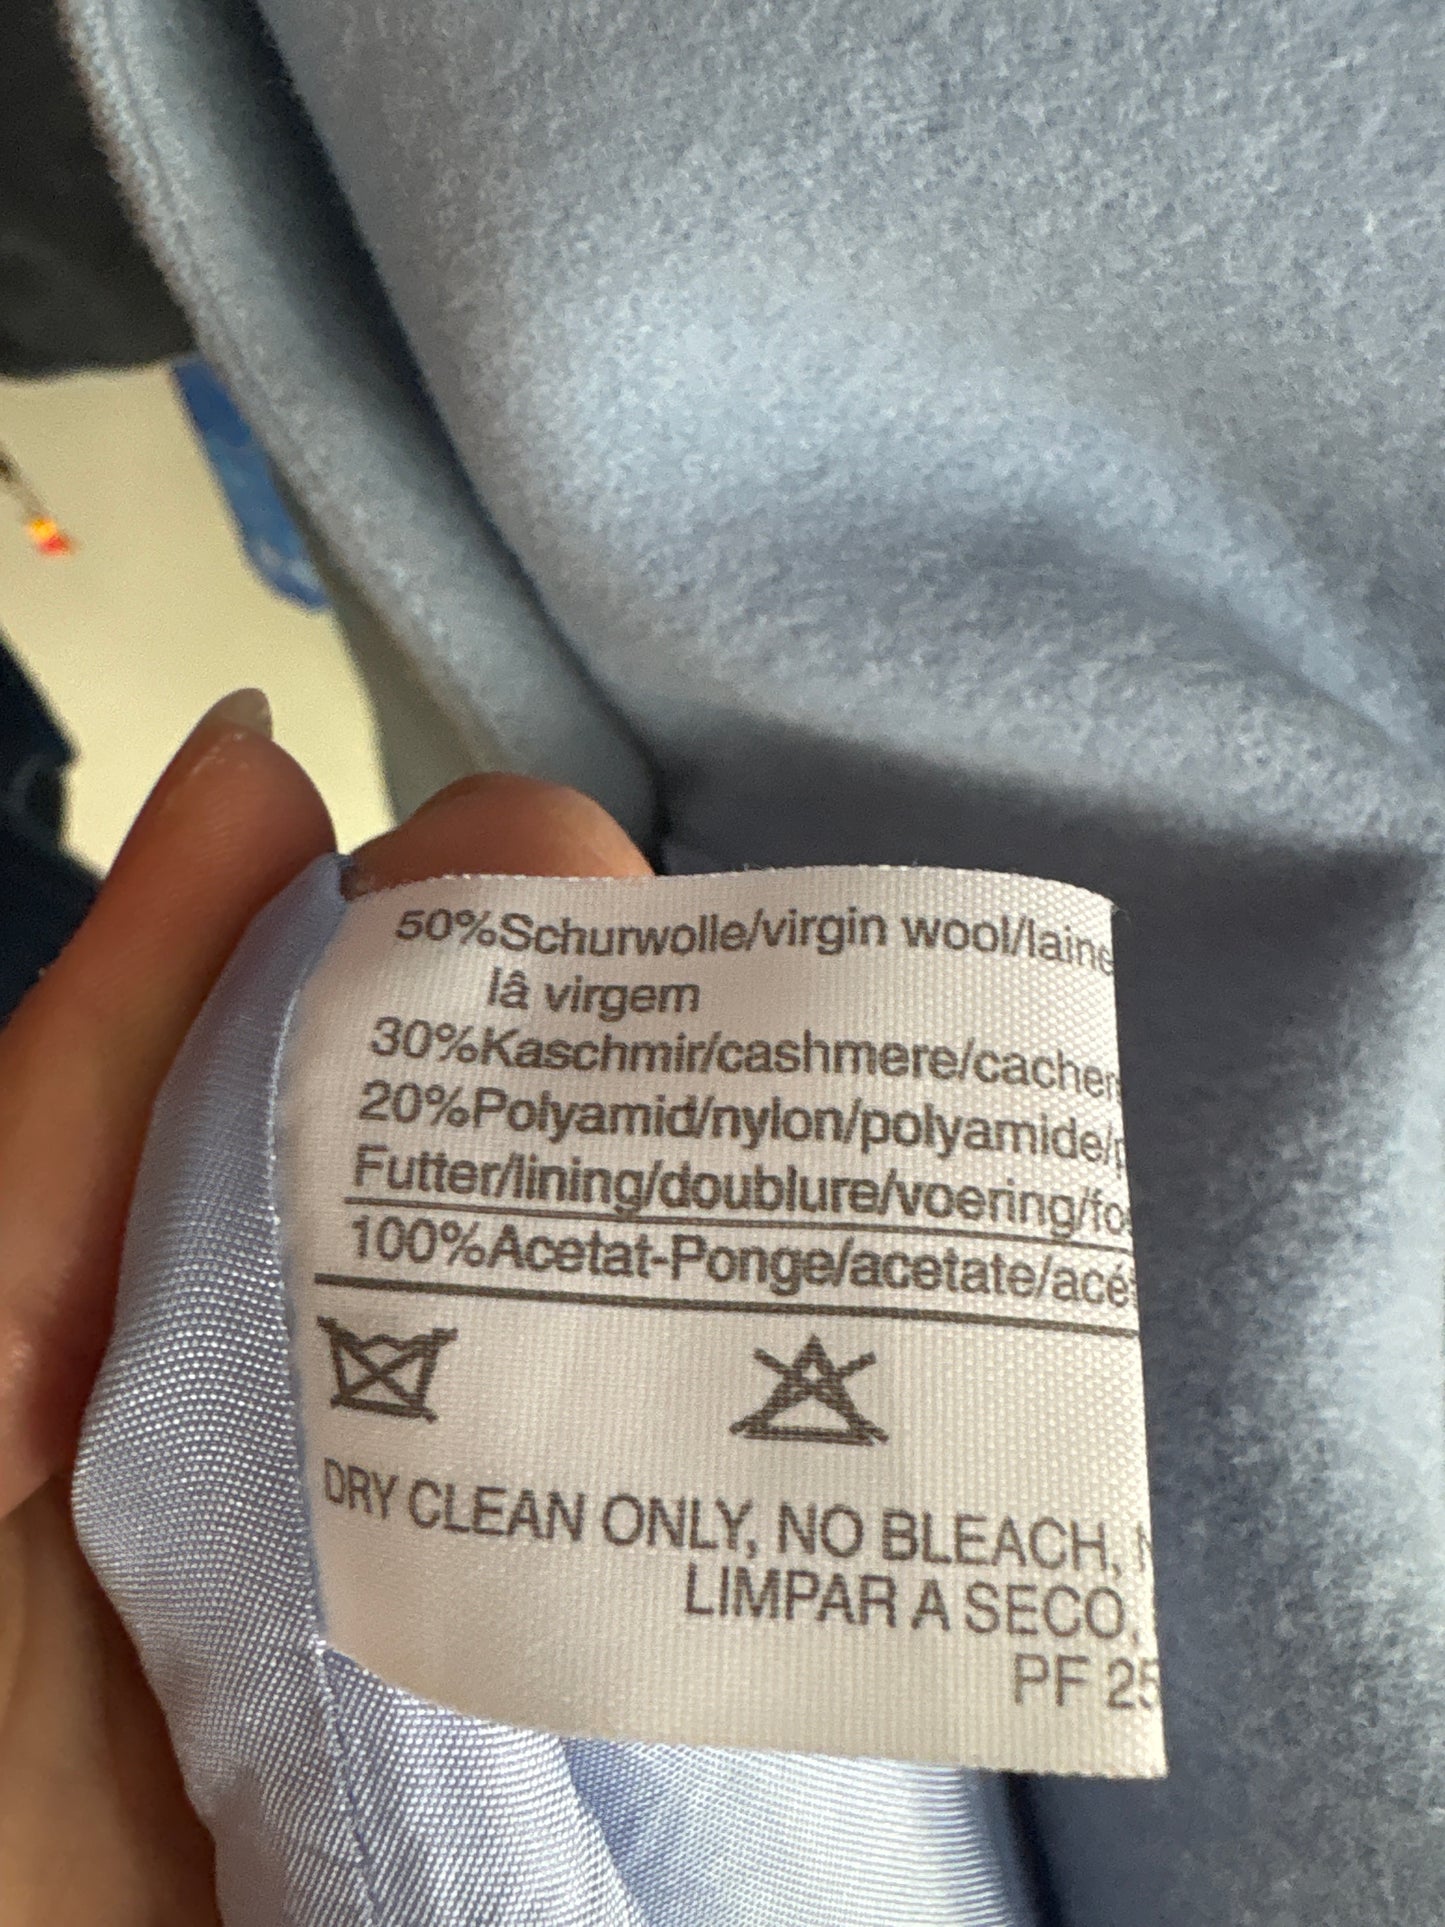 50%Schurwolle/virgin wool/laine
lâ virgem
30%Kaschmir/cashmere/cacher
20%Polyamid/nylon/polyamide/p
Futter/lining/doublure/voering/fo
100%Acetat-Ponge/acetate/acé
DRY CLEAN ONLY, NO BLEACH,
LIMPAR A SECO,
PF 25